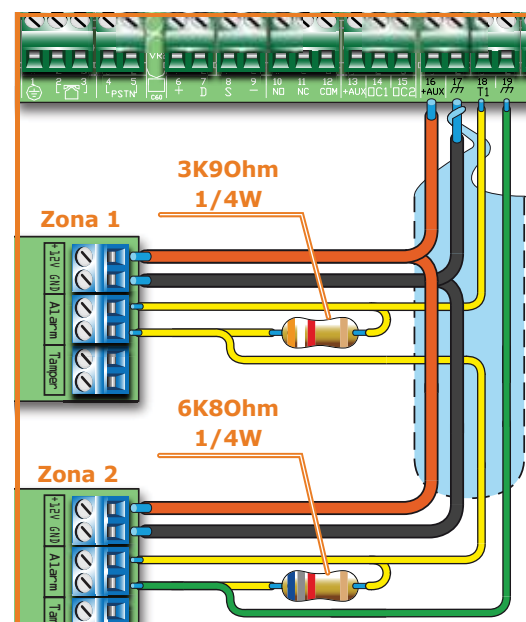 VK
1 2 3 4 5 6 7 8 9 10 11 12 13 14 15 16 17 18 19
PSTN C60 + D S - NO NC COM +AUX OC1 OC2 +AUX T1
3K9Ohm
1/4W
Zona 1
+12V GND
Alarm
Tamper
6K8Ohm
1/4W
Zona 2
+12V GND
Alarm